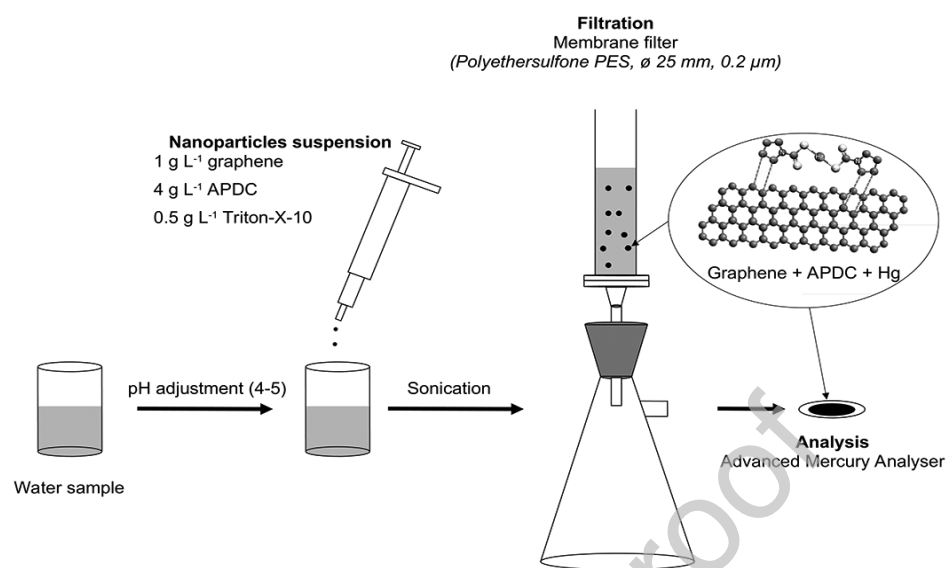 Filtration
Membrane filter
(Polyethersulfone PES, ø 25 mm, 0.2 µm)
Nanoparticles suspension
1 g L⁻¹ graphene
4 g L⁻¹ APDC
0.5 g L⁻¹ Triton-X-10
Graphene + APDC + Hg
pH adjustment (4-5)
Sonication
Water sample
Analysis
Advanced Mercury Analyser
roof